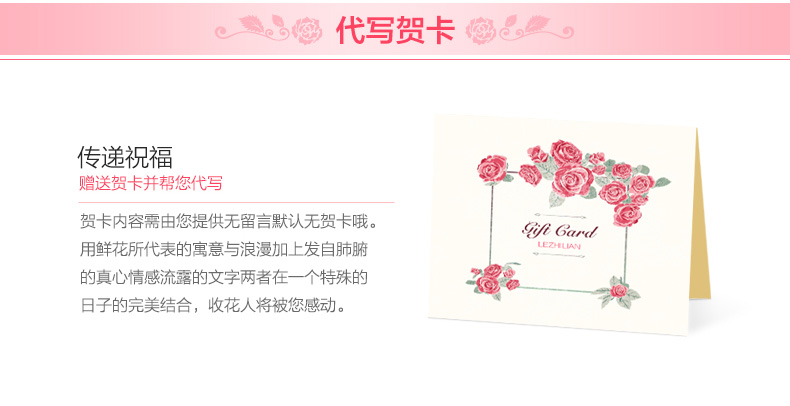 代写贺卡
传递祝福
赠送贺卡并帮您代写
贺卡内容需由您提供无留言默认无贺卡哦。
用鲜花所代表的寓意与浪漫加上发自肺腑
的真心情感流露的文字两者在一个特殊的
日子的完美结合，收花人将被您感动。
Gift Card
LEZHILIAN